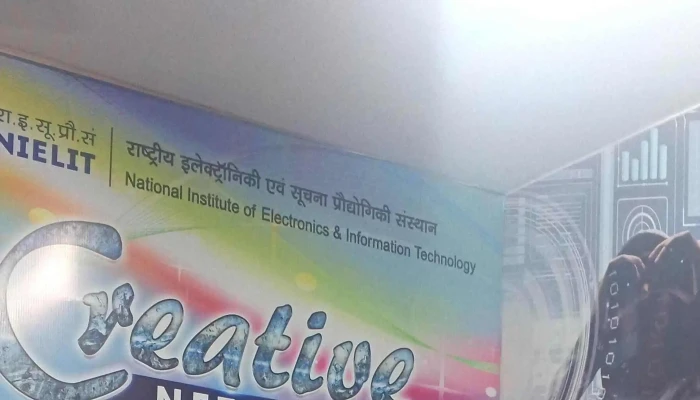 रा.इ.सू.प्रौ.सं
NIELIT
राष्ट्रीय इलेक्ट्रॉनिकी एवं सूचना प्रौद्योगिकी संस्थान
National Institute of Electronics & Information Technology
Creative